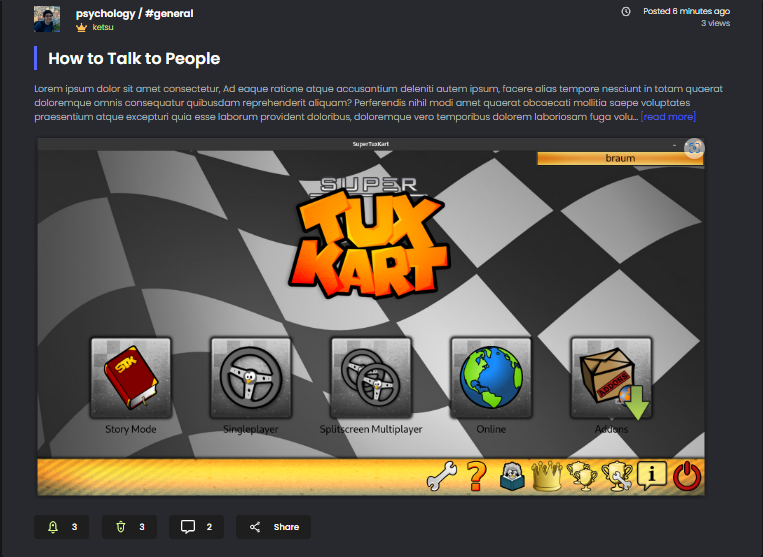 psychology / #general
ketsu
Posted 6 minutes ago
3 views
How to Talk to People
Lorem ipsum dolor sit amet consectetur, Ad eaque ratione atque accusantium deleniti autem ipsum, facere alias tempore nesciunt in totam quaerat
doloremque omnis consequatur quibusdam reprehenderit aliquam? Perferendis nihil modi amet quaerat obcaecati mollitia saepe voluptates
praesentium atque excepturi quia esse laborum provident doloribus, doloremque vero temporibus dolorem laboriosam fuga volu... [read more]
SuperTuxKart
braum
SUPER
TUX
KART
STK
ADDONS
Story Mode
Singleplayer
Splitscreen Multiplayer
Online
Addons
3
3
2
Share